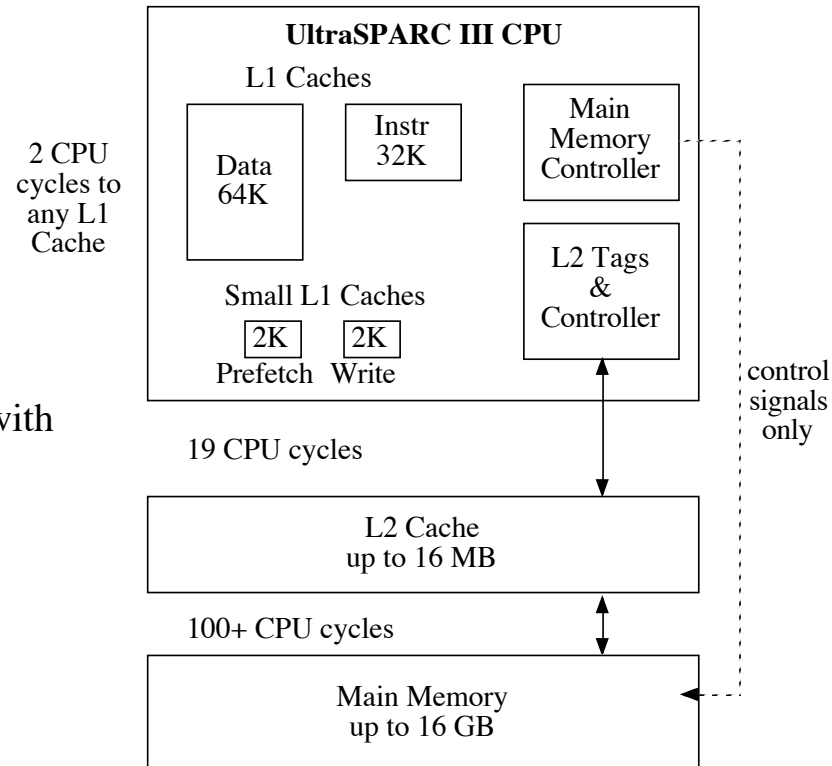 UltraSPARC III CPU
L1 Caches
Data
64K
Instr
32K
Main
Memory
Controller
2 CPU
cycles to
any L1
Cache
L2 Tags
&
Controller
Small L1 Caches
2K
2K
Prefetch Write
control
signals
only
with
19 CPU cycles
L2 Cache
up to 16 MB
100+ CPU cycles
Main Memory
up to 16 GB